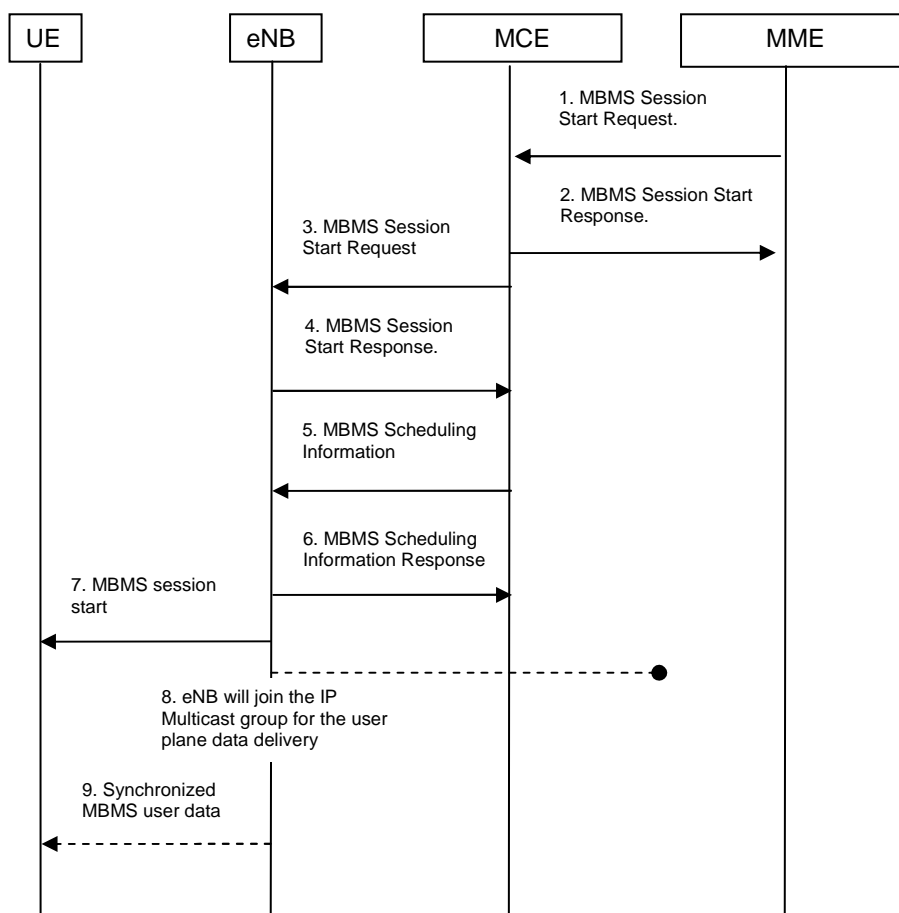 UE
eNB
MCE
MME
1. MBMS Session
Start Request.
2. MBMS Session Start
Response.
3. MBMS Session
Start Request
4. MBMS Session
Start Response.
5. MBMS Scheduling
Information
6. MBMS Scheduling
Information Response
7. MBMS session
start
8. eNB will join the IP
Multicast group for the user
plane data delivery
9. Synchronized
MBMS user data